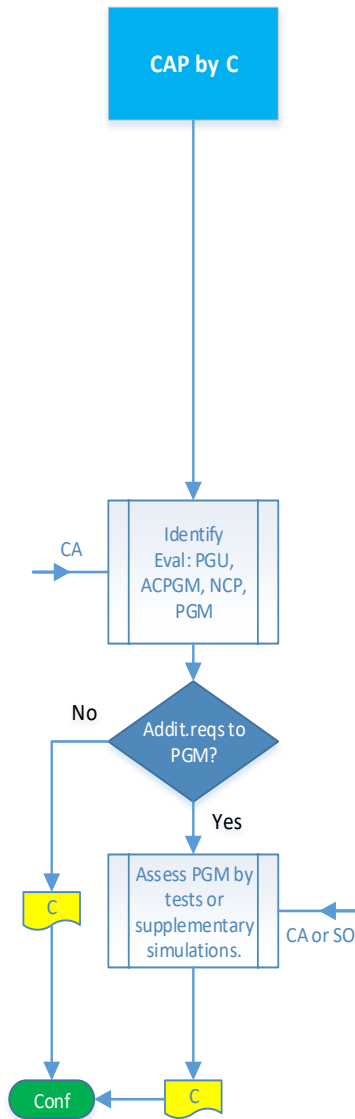 CAP by C
Identify
Eval: PGU,
ACPGM, NCP,
PGM
CA
Addit.reqs to
PGM?
No
Yes
C
Assess PGM by
tests or
supplementary
simulations.
CA or SO
Conf
C